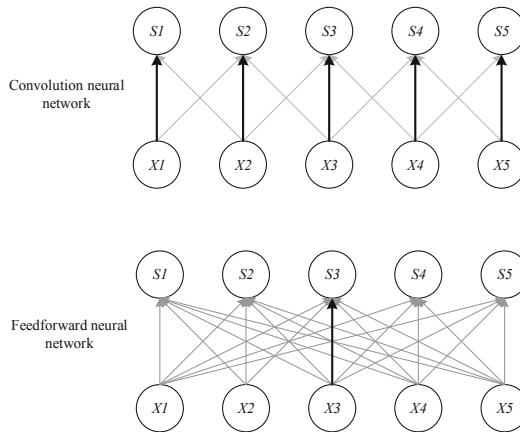 S1 S2 S3 S4 S5
Convolution neural
network
X1 X2 X3 X4 X5
S1 S2 S3 S4 S5
Feedforward neural
network
X1 X2 X3 X4 X5